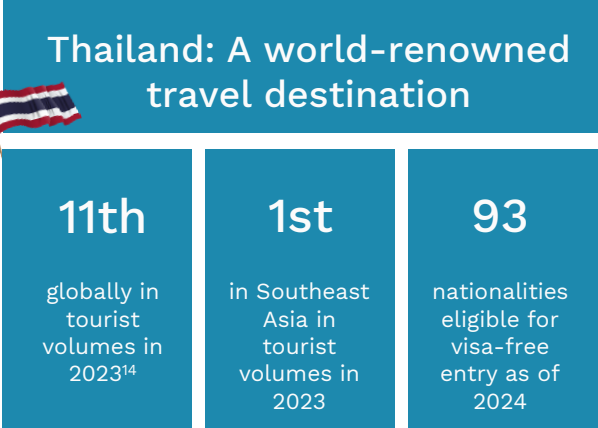 Thailand: A world-renowned
travel destination
11th
globally in
tourist
volumes in
2023¹⁴
1st
in Southeast
Asia in
tourist
volumes in
2023
93
nationalities
eligible for
visa-free
entry as of
2024